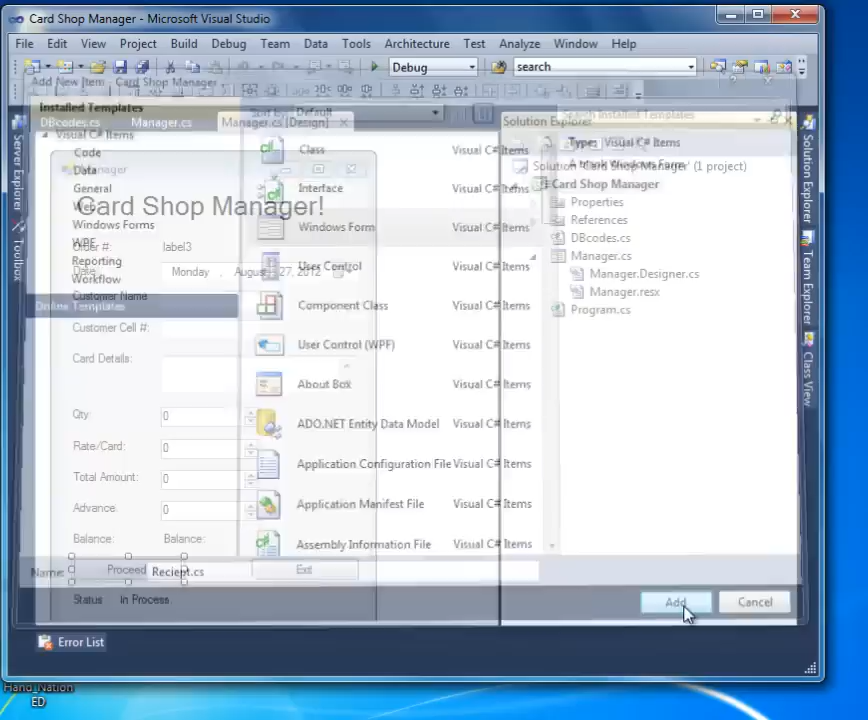 Card Shop Manager - Microsoft Visual Studio
File Edit View Project Build Debug Team Data Tools Architecture Test Analyze Window Help
Debug search
Add New Item - Card Shop Manager
Installed Templates
Sort by: Default
Search Installed Templates
DBcodes.cs Manager.cs Manager.cs [Design]
Solution Explorer
Visual C# Items
Code
Data
General
Web
Windows Forms
WPF
Reporting
Workflow
Online Templates
Manager
Card Shop Manager!
Order #: label3
Date: Monday , August 27, 2012
Customer Name
Customer Cell #:
Card Details:
Qty: 0
Rate/Card: 0
Total Amount: 0
Advance: 0
Balance: Balance:
Proceed Exit
Status In Process
Class Visual C# Items
Interface Visual C# Items
Windows Form Visual C# Items
User Control Visual C# Items
Component Class Visual C# Items
User Control (WPF) Visual C# Items
About Box Visual C# Items
ADO.NET Entity Data Model Visual C# Items
Application Configuration File Visual C# Items
Application Manifest File Visual C# Items
Assembly Information File Visual C# Items
Type: Visual C# Items
A blank Windows Form
Solution 'Card Shop Manager' (1 project)
Card Shop Manager
Properties
References
DBcodes.cs
Manager.cs
Manager.Designer.cs
Manager.resx
Program.cs
Name: Reciept.cs
Add Cancel
Error List
Server Explorer
Toolbox
Solution Explorer
Team Explorer
Class View
Hand_Nation
ED